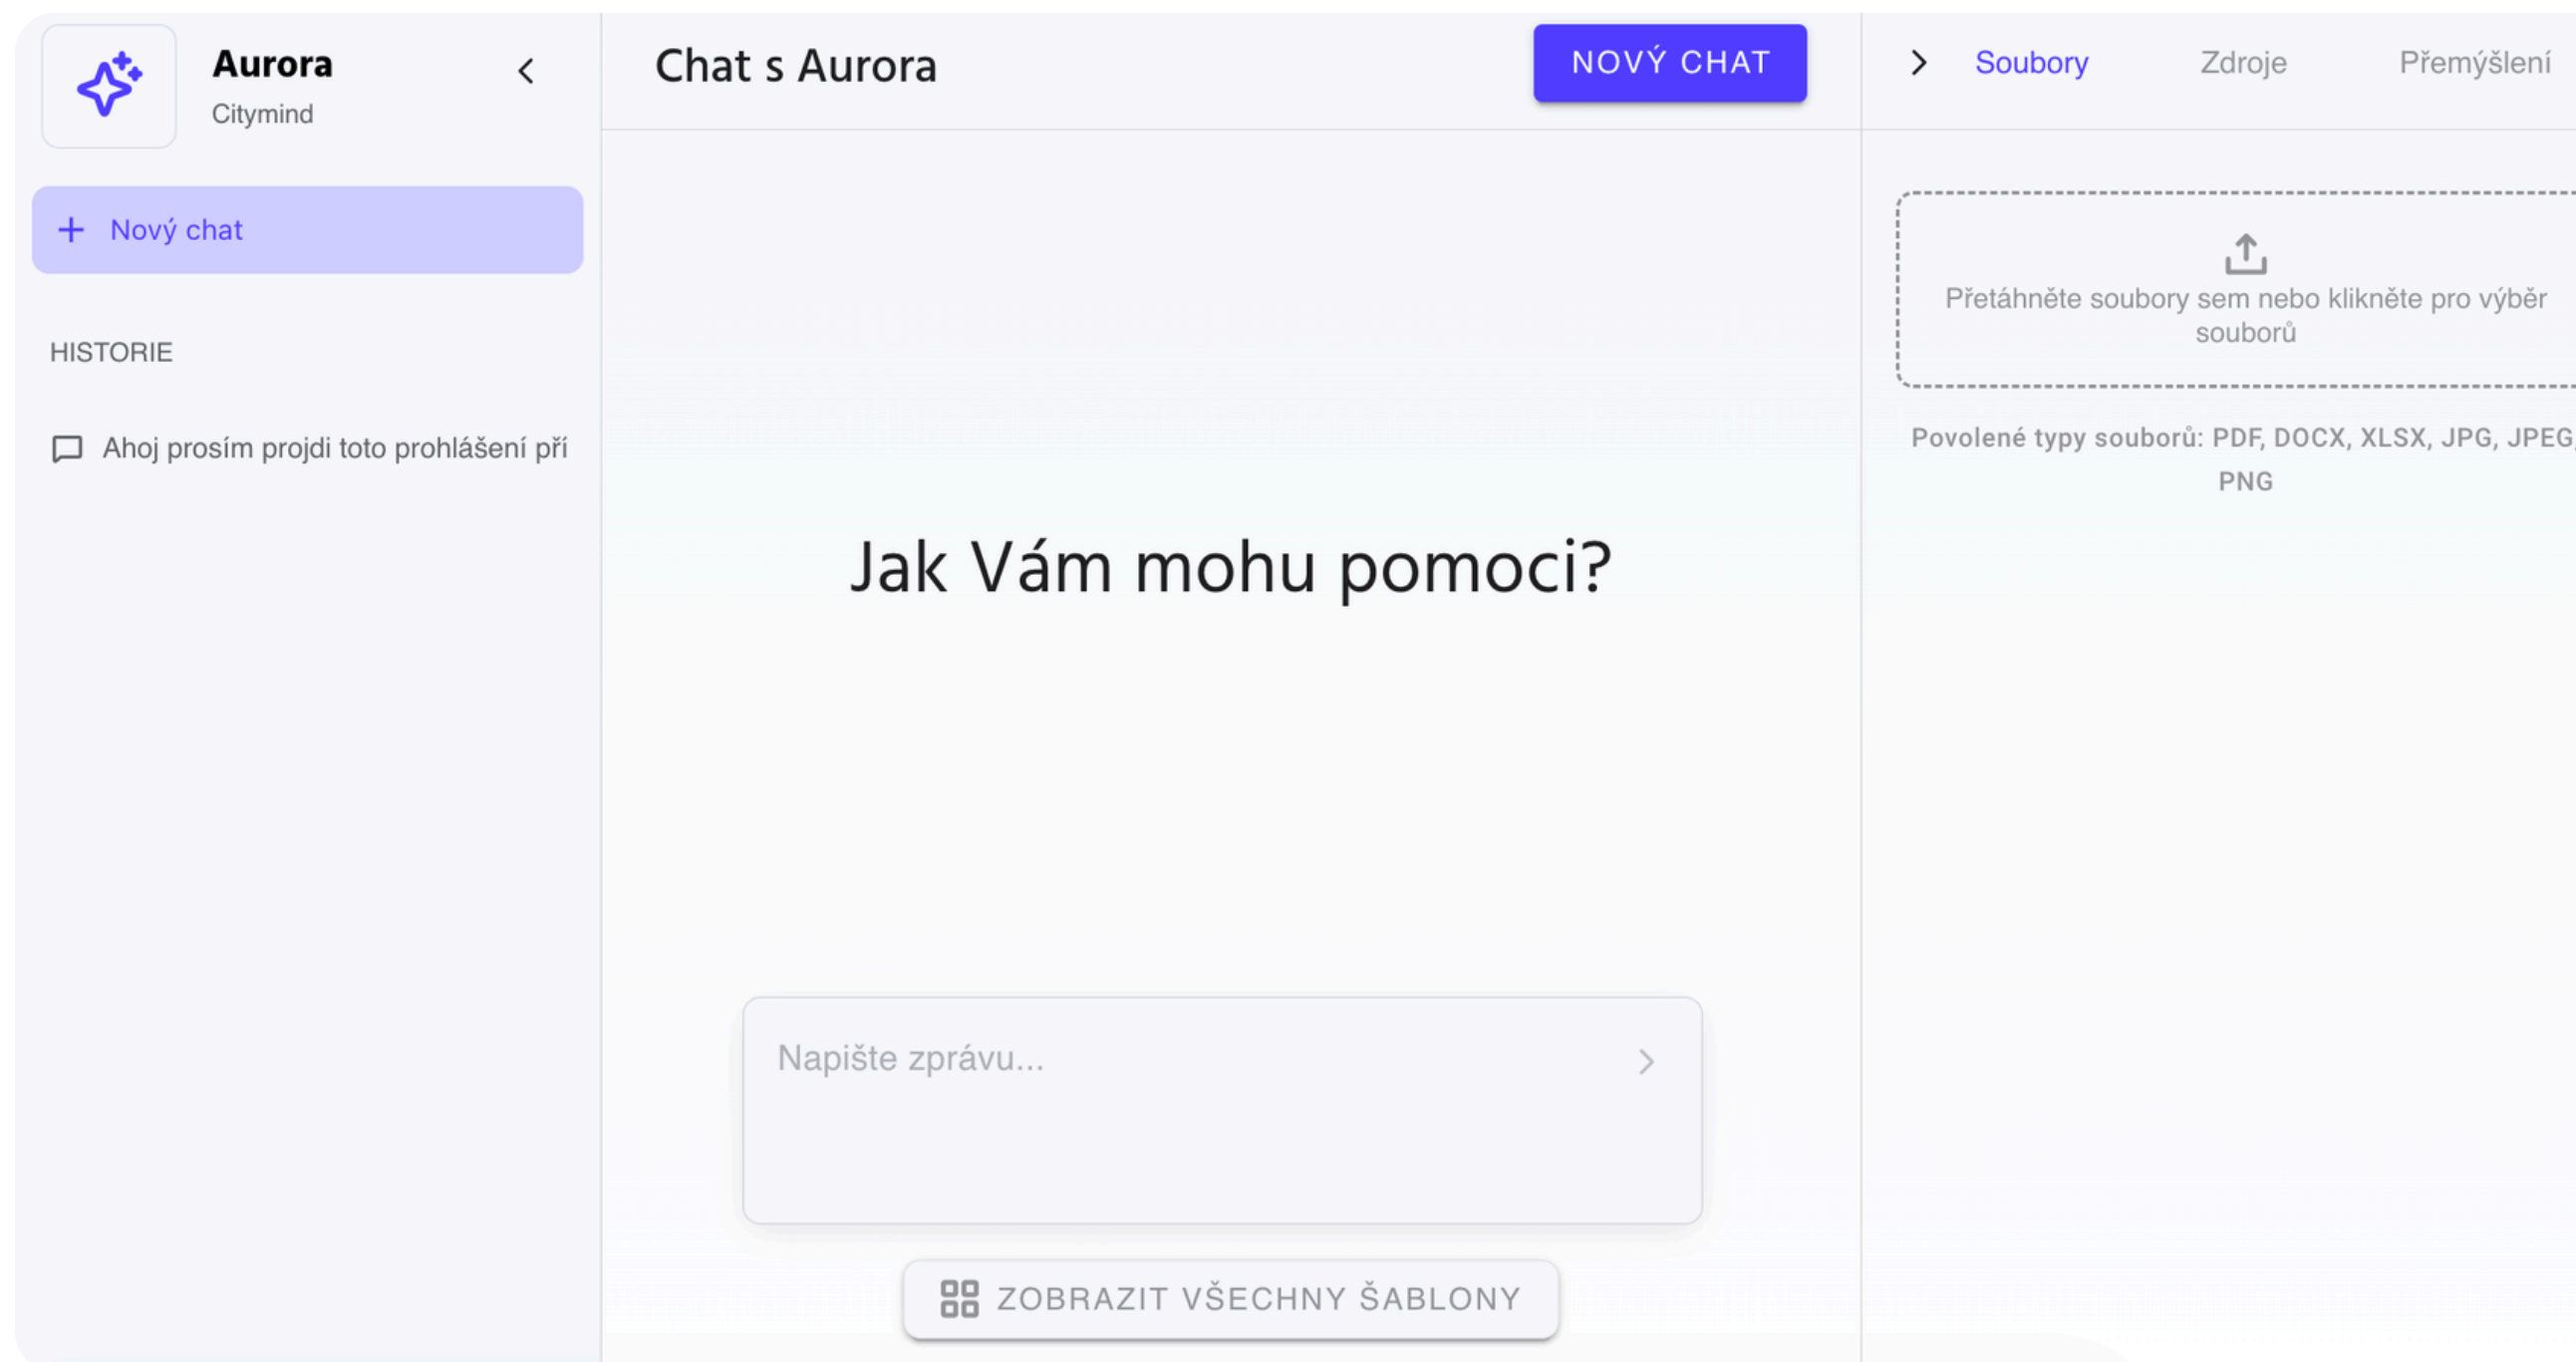 Aurora
Citymind
Nový chat
HISTORIE
Ahoj prosím projdi toto prohlášení pří
Chat s Aurora
NOVÝ CHAT
Jak Vám mohu pomoci?
Napište zprávu...
ZOBRAZIT VŠECHNY ŠABLONY
Soubory
Zdroje
Přemýšlení
Přetáhněte soubory sem nebo klikněte pro výběr
souborů
Povolené typy souborů: PDF, DOCX, XLSX, JPG, JPEG,
PNG